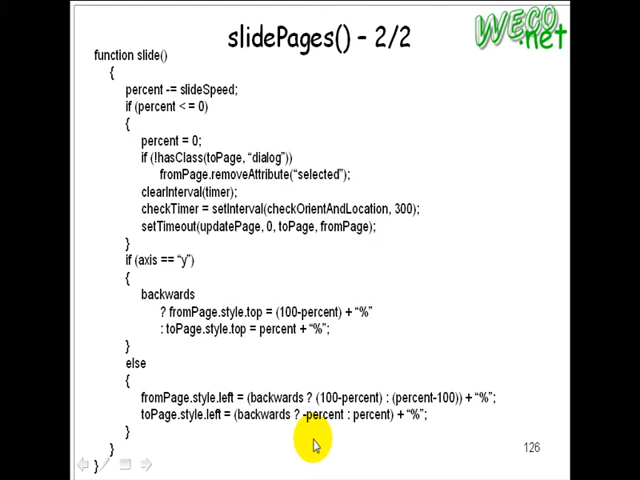 slidePages() – 2/2
WECO
.net
function slide()
{
percent -= slideSpeed;
if (percent < = 0)
{
percent = 0;
if (!hasClass(toPage, “dialog”))
fromPage.removeAttribute(“selected”);
clearInterval(timer);
checkTimer = setInterval(checkOrientAndLocation, 300);
setTimeout(updatePage, 0, toPage, fromPage);
}
if (axis == “y”)
{
backwards
? fromPage.style.top = (100-percent) + “%”
: toPage.style.top = percent + “%”;
}
else
{
fromPage.style.left = (backwards ? (100-percent) : (percent-100)) + “%”;
toPage.style.left = (backwards ? -percent : percent) + “%”;
}
}
}
126